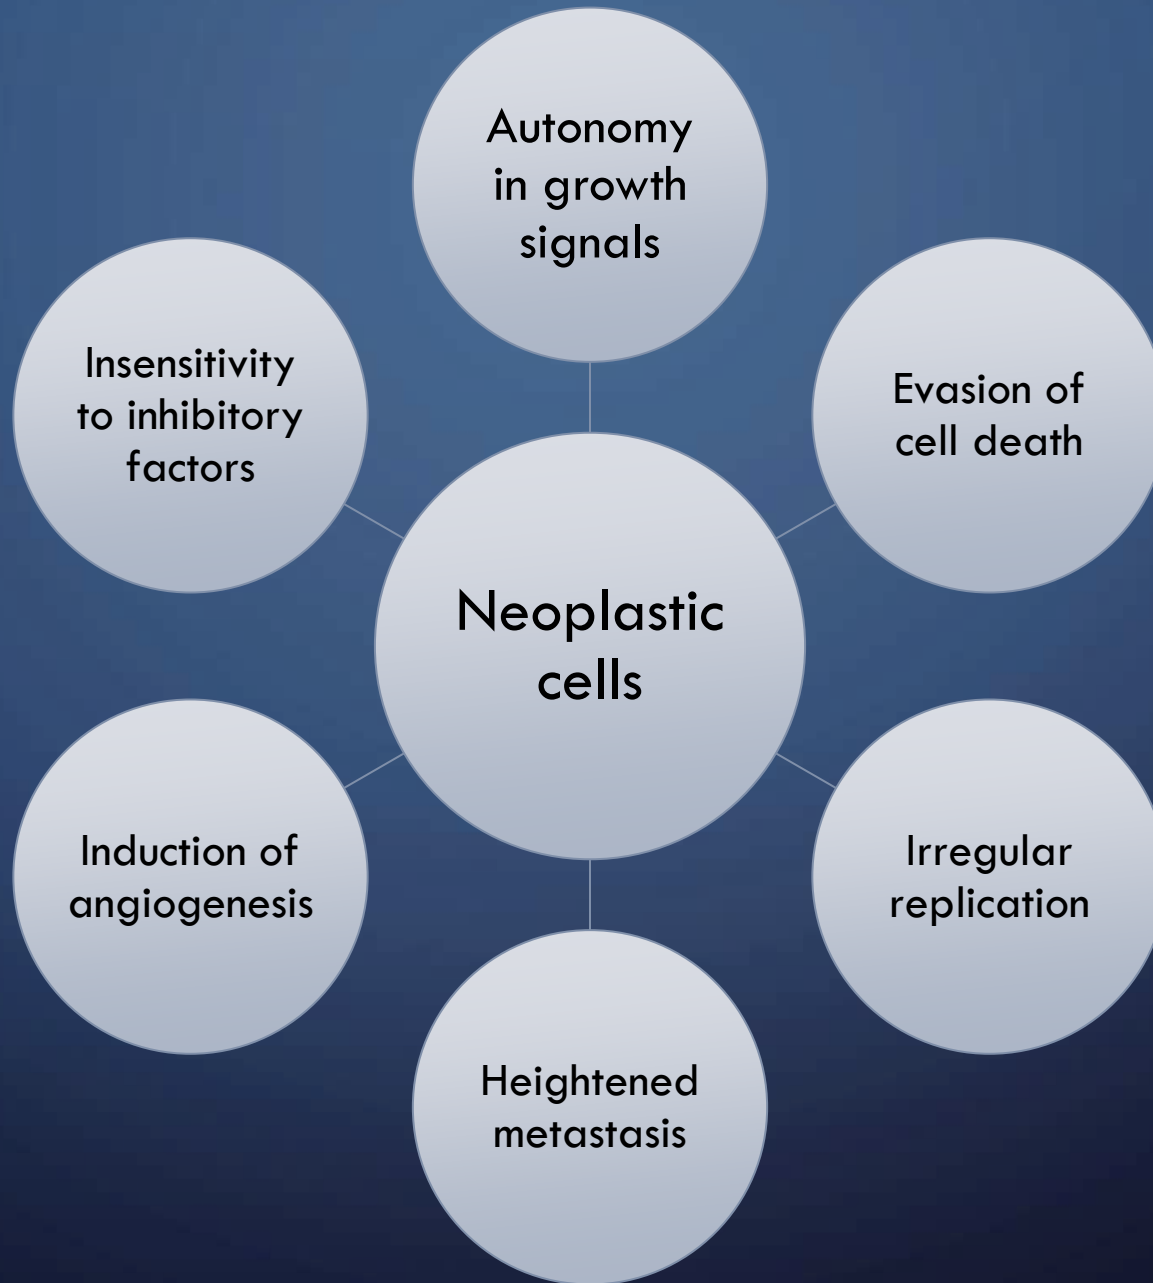 Autonomy
in growth
signals
Insensitivity
to inhibitory
factors
Evasion of
cell death
Neoplastic
cells
Induction of
angiogenesis
Irregular
replication
Heightened
metastasis